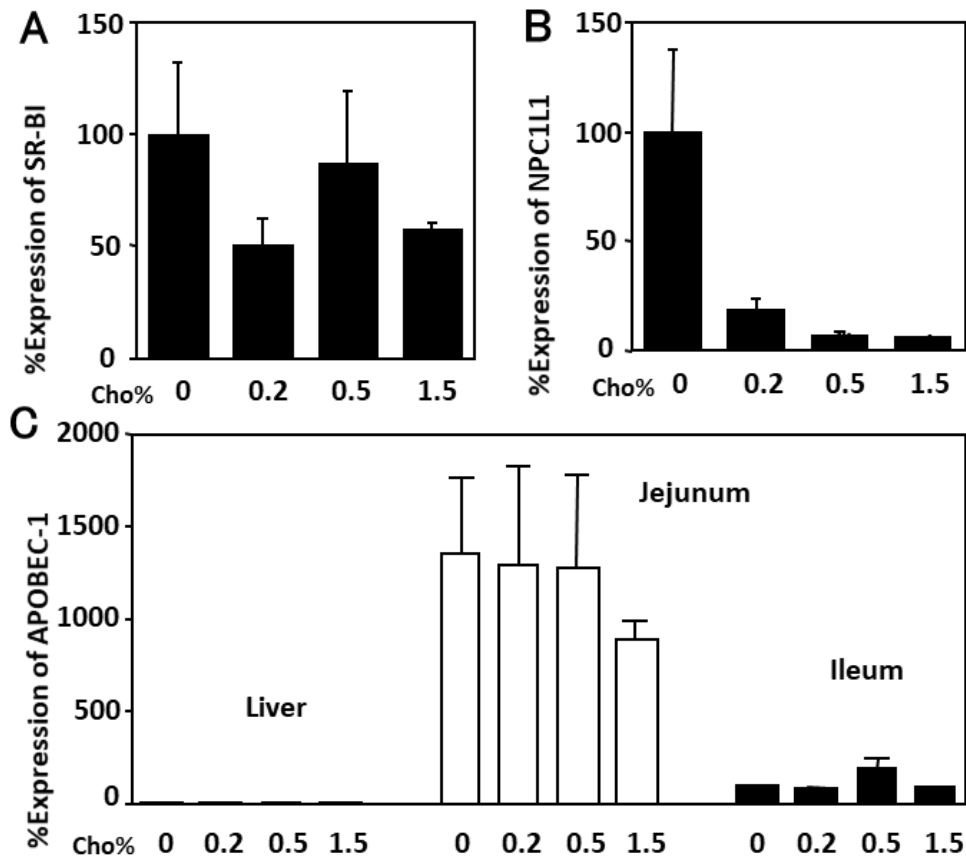 A
%Expression of SR-BI
150
100
50
0
Cho% 0 0.2 0.5 1.5
B
%Expression of NPC1L1
150
100
50
0
Cho% 0 0.2 0.5 1.5
C
%Expression of APOBEC-1
2000
1500
1000
500
0
Jejunum
Ileum
Liver
Cho% 0 0.2 0.5 1.5 0 0.2 0.5 1.5 0 0.2 0.5 1.5